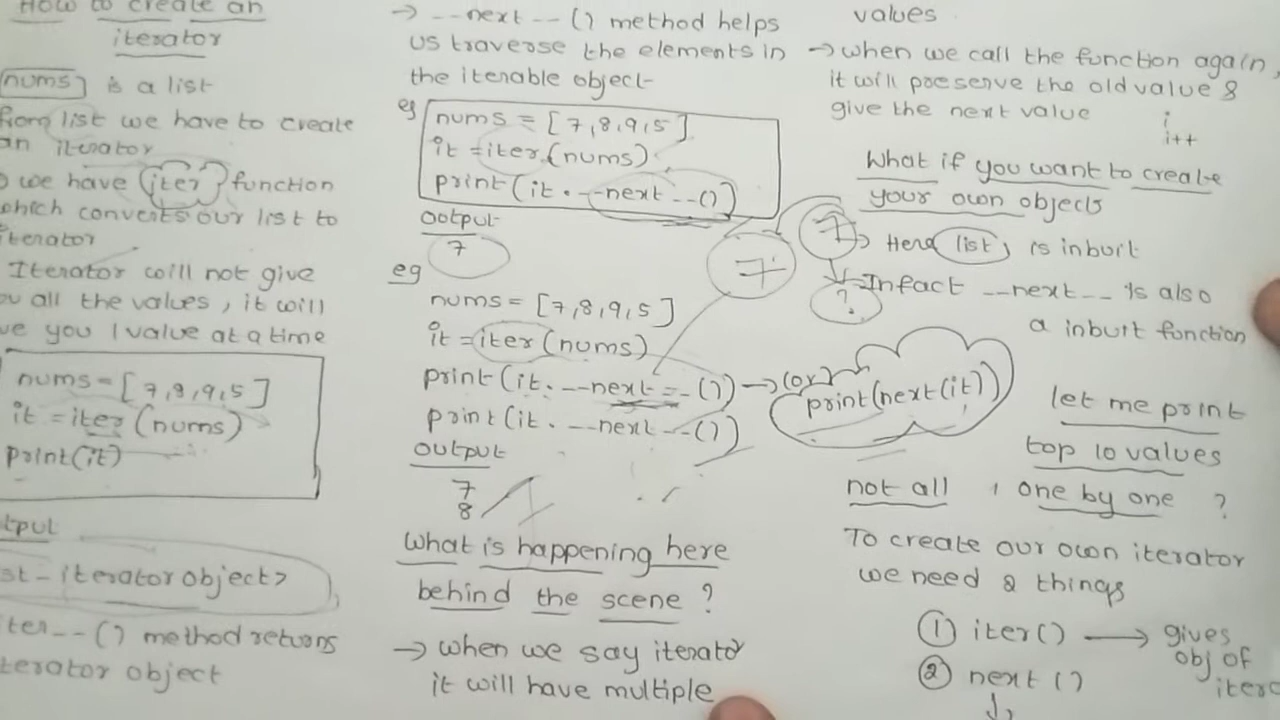 How to create an
iterator
nums is a list
from list we have to create
an iterator
we have iter function
which converts our list to
iterator
Iterator will not give
all the values, it will
give you 1 value at a time
nums = [7,8,9,5]
it = iter(nums)
print(it)
tput
st-iterator object>
iter--() method returns
iterator object
→ --next--() method helps
us traverse the elements in
the iterable object
eg
nums = [7,8,9,5]
it = iter(nums)
print(it.--next--())
output
7
7
eg
nums = [7,8,9,5]
it = iter(nums)
print(it.--next--()) → (or) print(next(it))
print(it.--next--())
output
7
8
What is happening here
behind the scene?
→ when we say iterator
it will have multiple
values
→ when we call the function again,
it will preserve the old value &
give the next value
i
i++
What if you want to create
your own objects
7
?
→ Here list is inbuilt
→ Infact --next-- is also
a inbuilt function
let me print
top 10 values
not all , one by one ?
To create our own iterator
we need 2 things
① iter() → gives
obj of
itera
② next()
↓